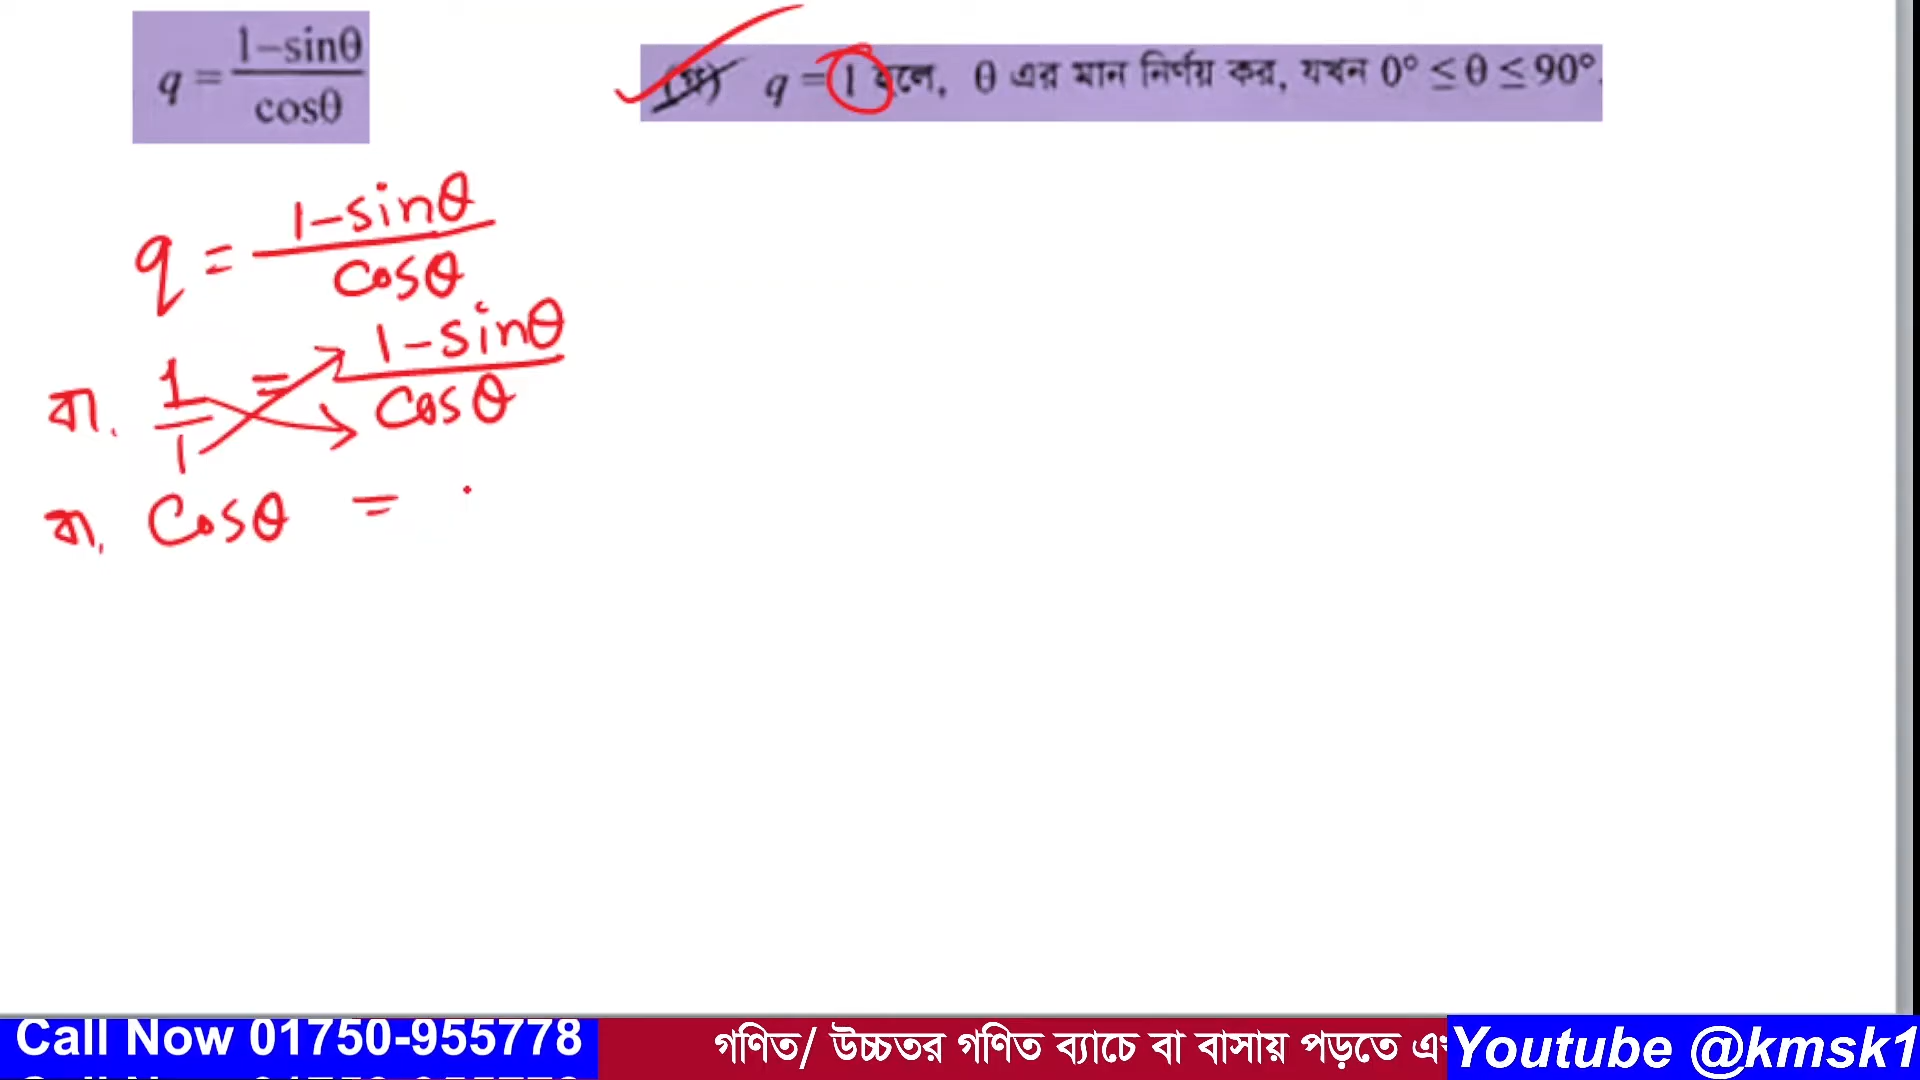 q = 1-sinθ / cosθ
q = 1 হলে, θ এর মান নির্ণয় কর, যখন 0° ≤ θ ≤ 90°.
q = 1-sinθ / cosθ
বা. 1/1 = 1-sinθ / cosθ
বা. Cosθ =
Call Now 01750-955778
গণিত/ উচ্চতর গণিত ব্যাচে বা বাসায় পড়তে এ
Youtube @kmsk1